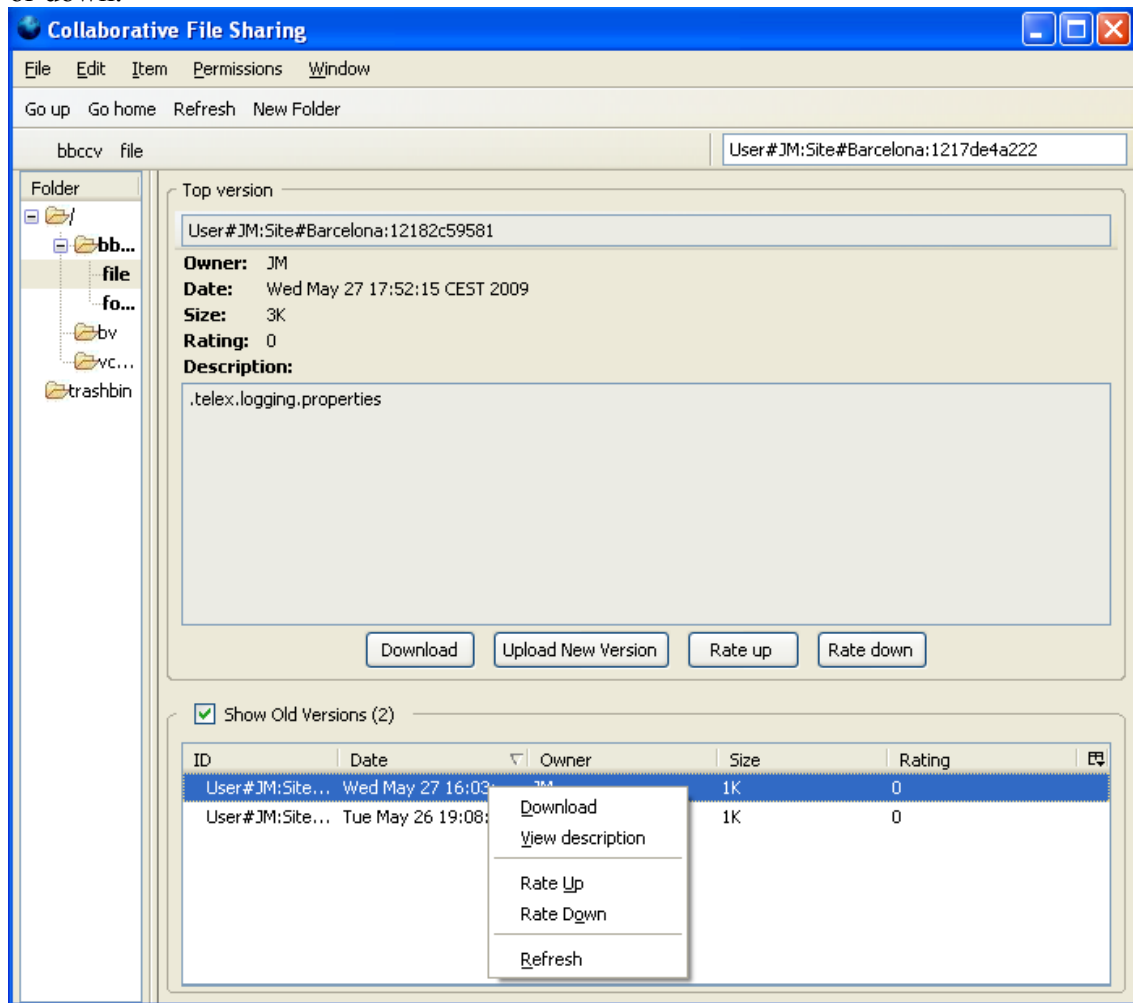 or down.
Collaborative File Sharing
File Edit Item Permissions Window
Go up Go home Refresh New Folder
bbccv file User#JM:Site#Barcelona:1217de4a222
Folder
/
bb...
file
fo...
bv
vc...
trashbin
Top version
User#JM:Site#Barcelona:12182c59581
Owner: JM
Date: Wed May 27 17:52:15 CEST 2009
Size: 3K
Rating: 0
Description:
.telex.logging.properties
Download Upload New Version Rate up Rate down
Show Old Versions (2)
ID Date Owner Size Rating
User#JM:Site... Wed May 27 16:03: JM 1K 0
User#JM:Site... Tue May 26 19:08: 1K 0
Download
View description
Rate Up
Rate Down
Refresh